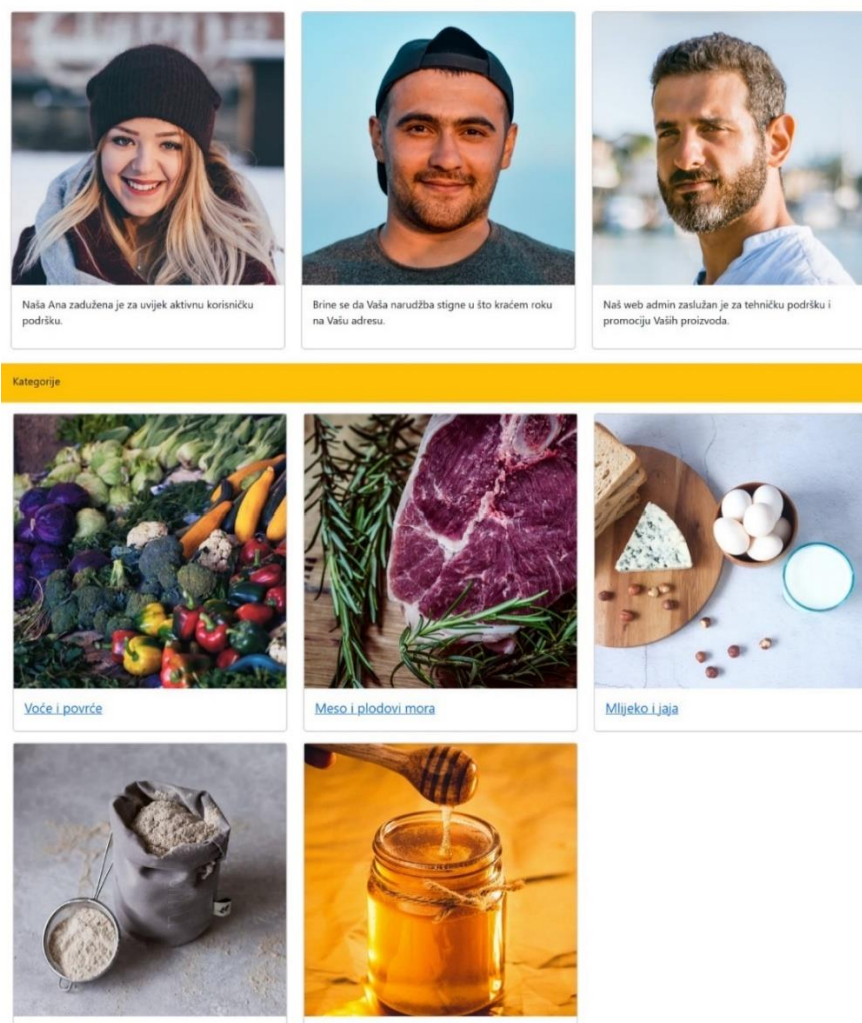 Naša Ana zadužena je za uvijek aktivnu korisničku
podršku.
Brine se da Vaša narudžba stigne u što kraćem roku
na Vašu adresu.
Naš web admin zaslužan je za tehničku podršku i
promociju Vaših proizvoda.
Kategorije
Voće i povrće
Meso i plodovi mora
Mlijeko i jaja